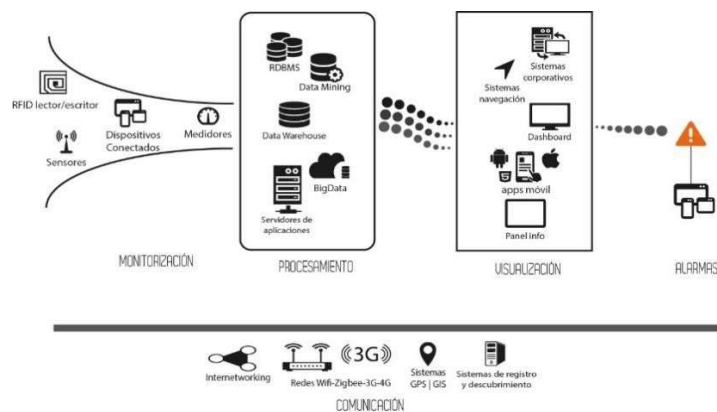 RFID lector/escritor
Sensores
Dispositivos
Conectados
Medidores
MONITORIZACIÓN
RDBMS
Data Mining
Data Warehouse
BigData
Servidores de
aplicaciones
PROCESAMIENTO
Sistemas
corporativos
Sistemas
navegación
Dashboard
5
apps móvil
Panel info
VISUALIZACIÓN
ALARMAS
Internetworking
3G
Redes Wifi-Zigbee-3G-4G
Sistemas
GPS | GIS
Sistemas de registro
y descubrimiento
COMUNICACIÓN